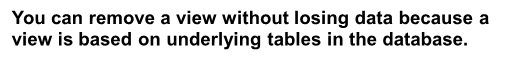 You can remove a view without losing data because a
view is based on underlying tables in the database.